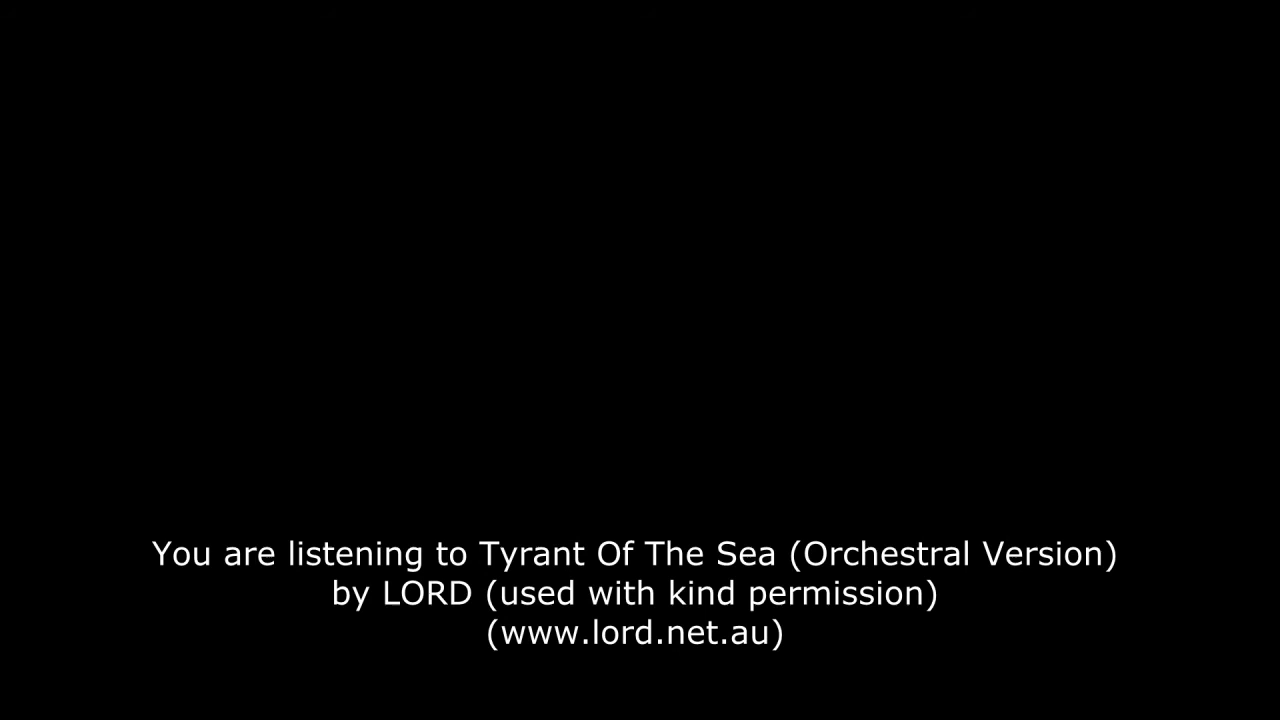 You are listening to Tyrant Of The Sea (Orchestral Version)
by LORD (used with kind permission)
(www.lord.net.au)